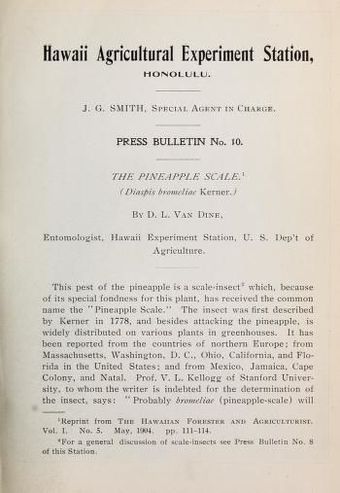 Hawaii Agricultural Experiment Station,
HONOLULU.
J. G. SMITH, SPECIAL AGENT IN CHARGE.
PRESS BULLETIN No. 10.
THE PINEAPPLE SCALE.¹
(Diaspis bromeliae Kerner.)
BY D. L. VAN DINE,
Entomologist, Hawaii Experiment Station, U. S. Dep't of
Agriculture.
This pest of the pineapple is a scale-insect² which, because
of its special fondness for this plant, has received the common
name the "Pineapple Scale." The insect was first described
by Kerner in 1778, and besides attacking the pineapple, is
widely distributed on various plants in greenhouses. It has
been reported from the countries of northern Europe; from
Massachusetts, Washington, D. C., Ohio, California, and Flo-
rida in the United States; and from Mexico, Jamaica, Cape
Colony, and Natal. Prof. V. L. Kellogg of Stanford Univer-
sity, to whom the writer is indebted for the determination of
the insect, says: "Probably bromeliae (pineapple-scale) will
¹Reprint from THE HAWAIIAN FORESTER AND AGRICULTURIST.
Vol. I. No. 5. May, 1904. pp. 111-114.
²For a general discussion of scale-insects see Press Bulletin No. 8
of this Station.